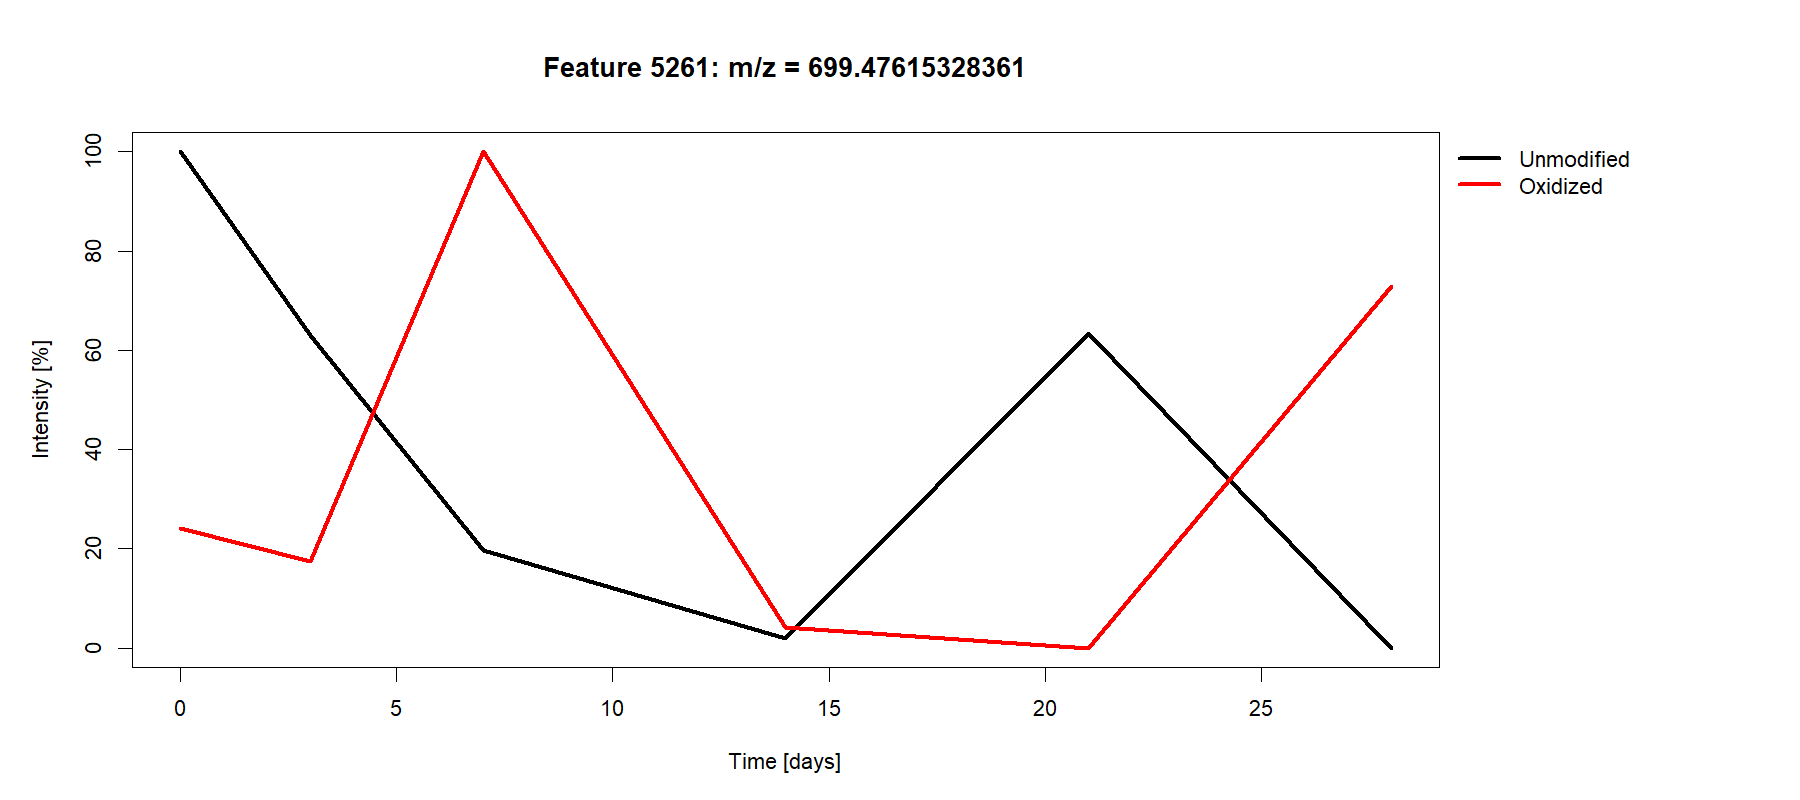 Feature 5261: m/z = 699.47615328361
Unmodified
Oxidized
Intensity [%]
100
80
60
40
20
0
0 5 10 15 20 25
Time [days]